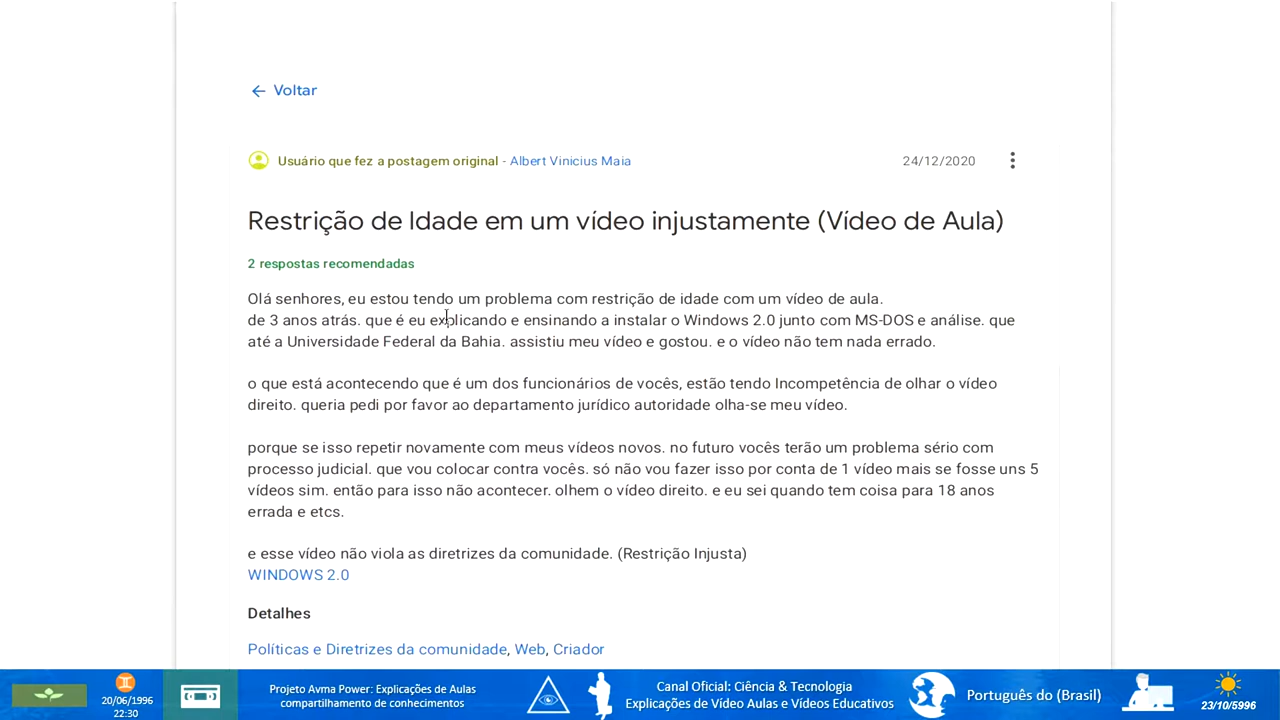 Voltar
Usuário que fez a postagem original - Albert Vinicius Maia
24/12/2020
Restrição de Idade em um vídeo injustamente (Vídeo de Aula)
2 respostas recomendadas
Olá senhores, eu estou tendo um problema com restrição de idade com um vídeo de aula.
de 3 anos atrás. que é eu explicando e ensinando a instalar o Windows 2.0 junto com MS-DOS e análise. que
até a Universidade Federal da Bahia. assistiu meu vídeo e gostou. e o vídeo não tem nada errado.
o que está acontecendo que é um dos funcionários de vocês, estão tendo Incompetência de olhar o vídeo
direito. queria pedi por favor ao departamento jurídico autoridade olha-se meu vídeo.
porque se isso repetir novamente com meus vídeos novos. no futuro vocês terão um problema sério com
processo judicial. que vou colocar contra vocês. só não vou fazer isso por conta de 1 vídeo mais se fosse uns 5
vídeos sim. então para isso não acontecer. olhem o vídeo direito. e eu sei quando tem coisa para 18 anos
errada e etcs.
e esse vídeo não viola as diretrizes da comunidade. (Restrição Injusta)
WINDOWS 2.0
Detalhes
Políticas e Diretrizes da comunidade, Web, Criador
20/06/1996
22:30
Projeto Avma Power: Explicações de Aulas
compartilhamento de conhecimentos
Canal Oficial: Ciência & Tecnologia
Explicações de Vídeo Aulas e Vídeos Educativos
Português do (Brasil)
23/10/5996